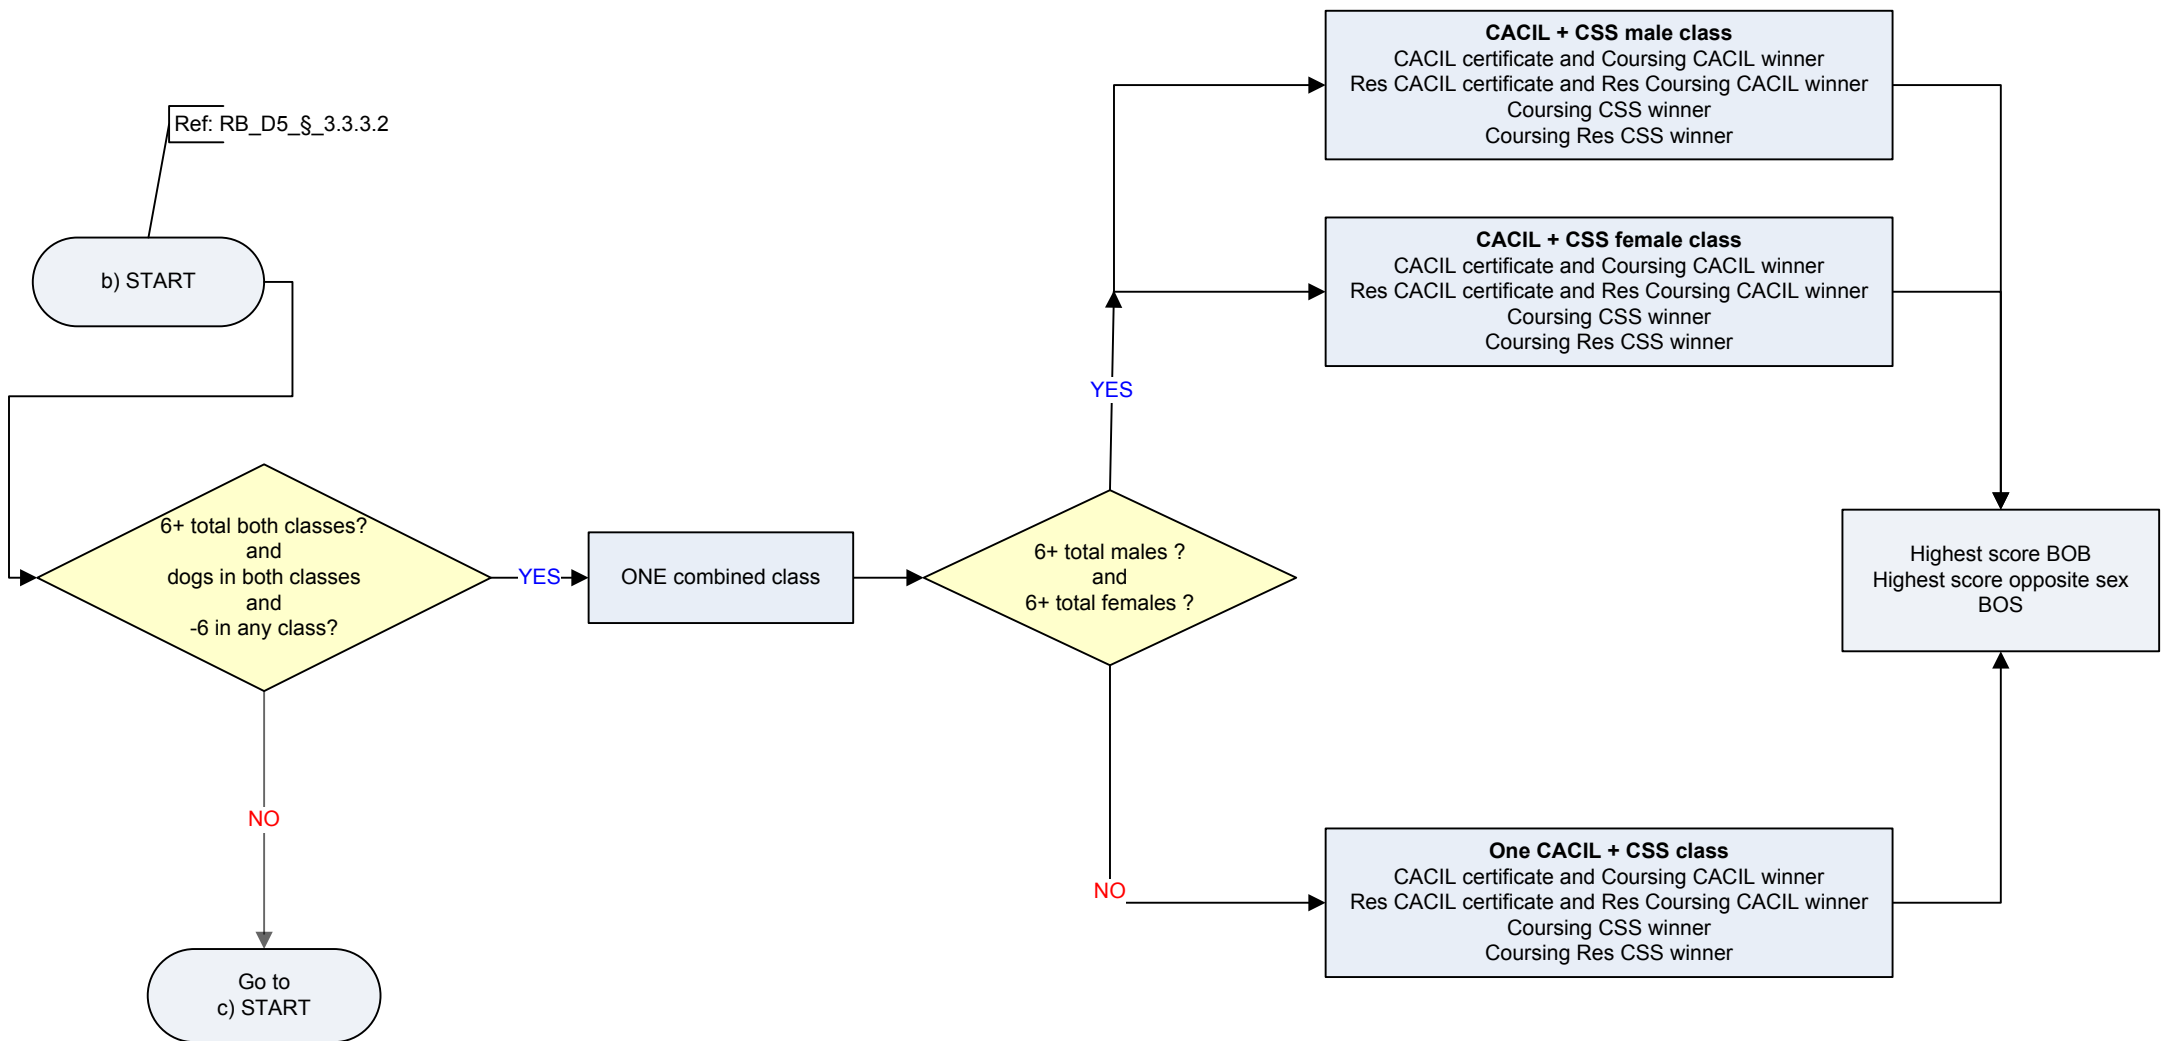 Ref: RB_D5_§_3.3.3.2
b) START
6+ total both classes?
and
dogs in both classes
and
-6 in any class?
YES
NO
Go to
c) START
ONE combined class
6+ total males ?
and
6+ total females ?
YES
NO
CACIL + CSS male class
CACIL certificate and Coursing CACIL winner
Res CACIL certificate and Res Coursing CACIL winner
Coursing CSS winner
Coursing Res CSS winner
CACIL + CSS female class
CACIL certificate and Coursing CACIL winner
Res CACIL certificate and Res Coursing CACIL winner
Coursing CSS winner
Coursing Res CSS winner
One CACIL + CSS class
CACIL certificate and Coursing CACIL winner
Res CACIL certificate and Res Coursing CACIL winner
Coursing CSS winner
Coursing Res CSS winner
Highest score BOB
Highest score opposite sex
BOS